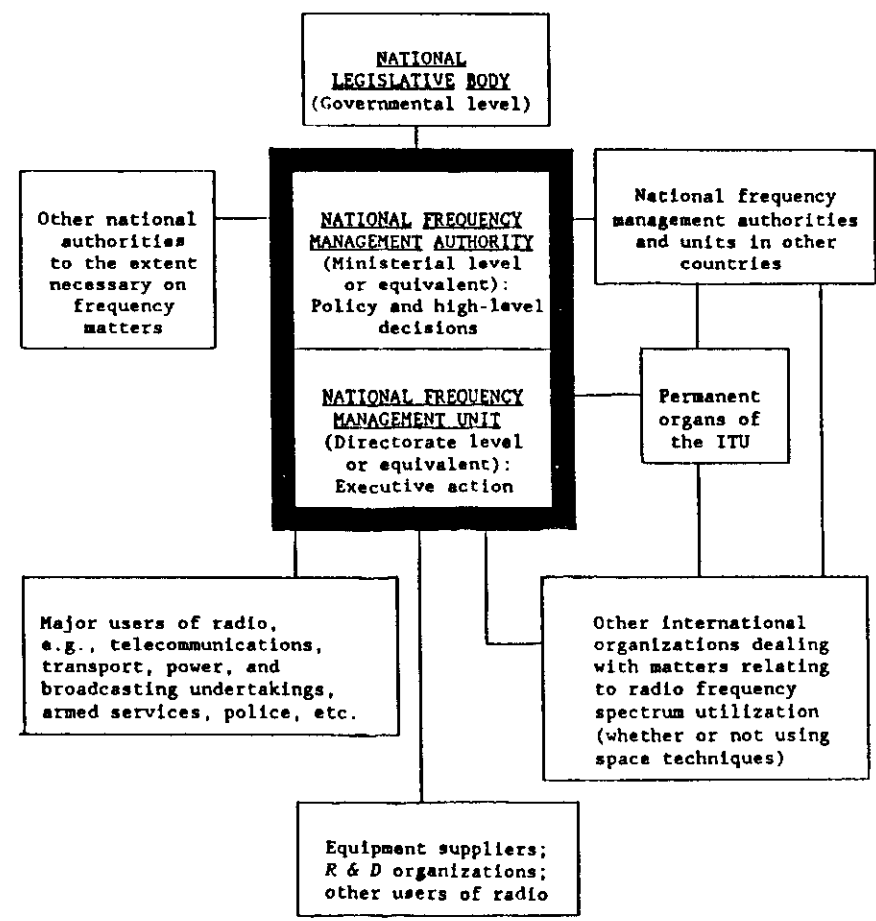 NATIONAL
LEGISLATIVE BODY
(Governmental level)
Other national
authorities
to the extent
necessary on
frequency
matters
NATIONAL FREQUENCY
MANAGEMENT AUTHORITY
(Ministerial level
or equivalent):
Policy and high-level
decisions
National frequency
management authorities
and units in other
countries
NATIONAL FREQUENCY
MANAGEMENT UNIT
(Directorate level
or equivalent):
Executive action
Permanent
organs of
the ITU
Major users of radio,
e.g., telecommunications,
transport, power, and
broadcasting undertakings,
armed services, police, etc.
Other international
organizations dealing
with matters relating
to radio frequency
spectrum utilization
(whether or not using
space techniques)
Equipment suppliers;
R & D organizations;
other users of radio